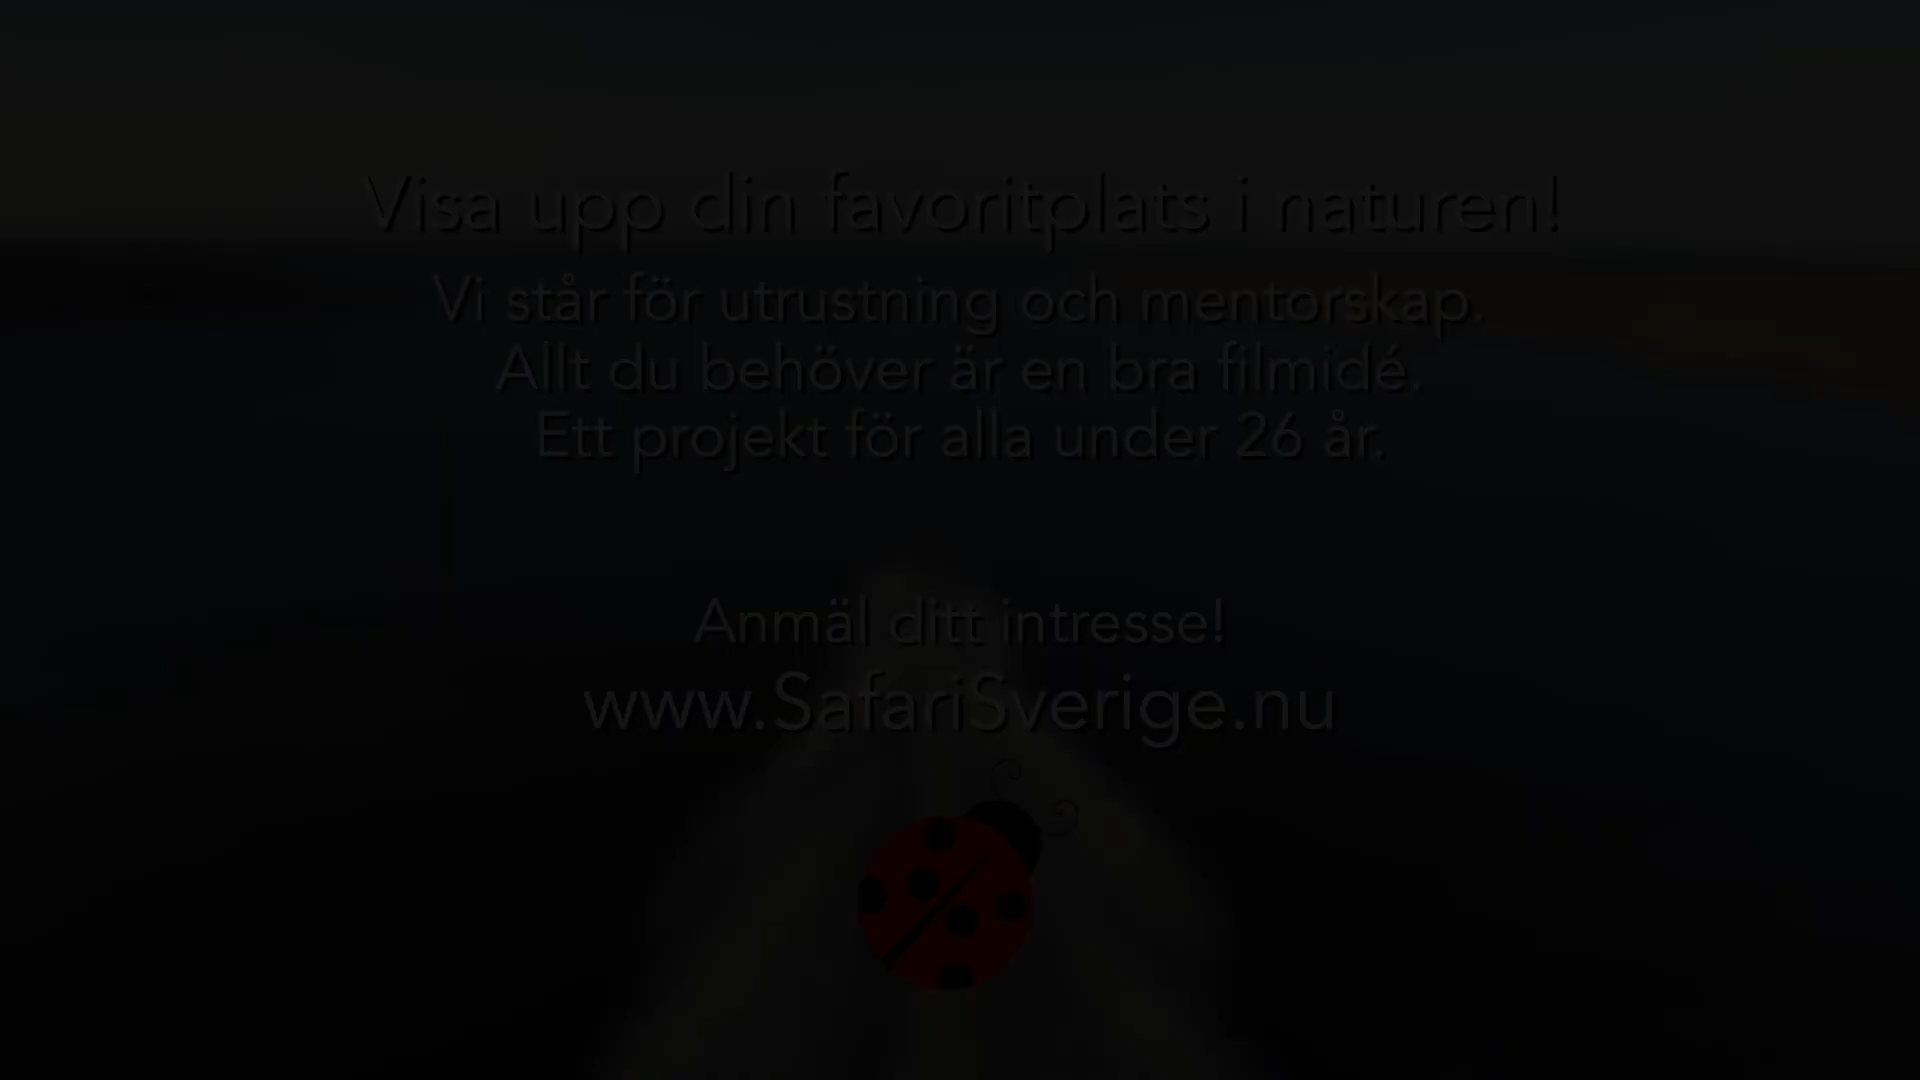 Visa upp din favoritplats i naturen!
Vi står för utrustning och mentorskap.
Allt du behöver är en bra filmidé.
Ett projekt för alla under 26 år.
Anmäl ditt intresse!
www.SafariSverige.nu